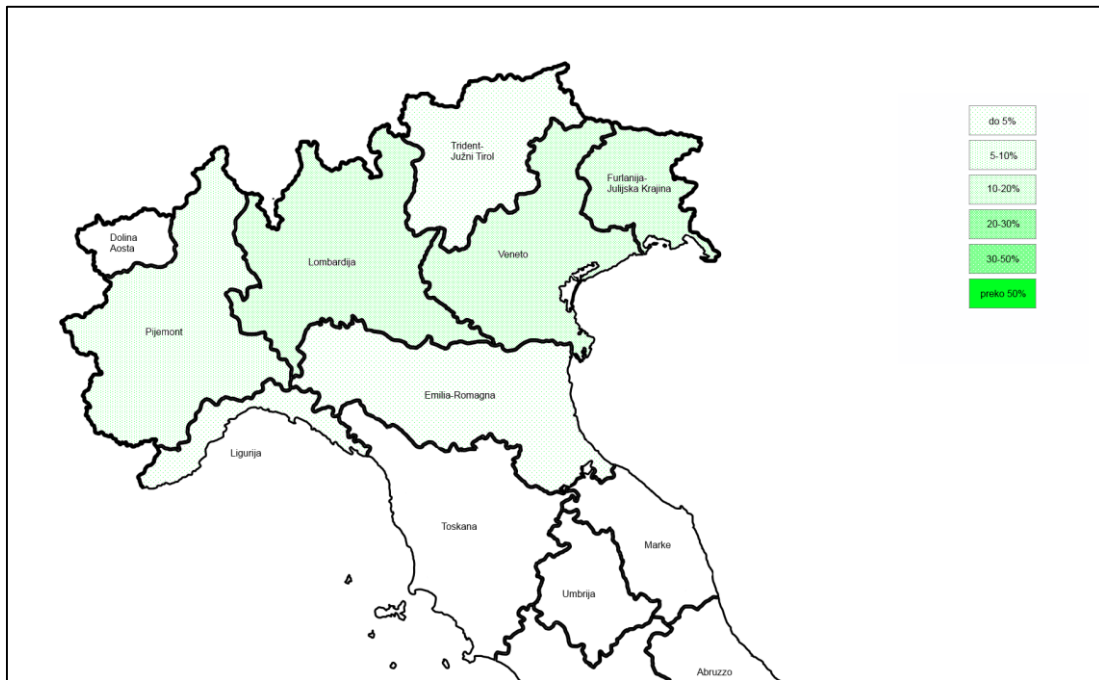 Trident-
Južni Tirol
Furlanija-
Julijska Krajina
Dolina
Aosta
Lombardija
Veneto
Pijemont
Emilia-Romagna
Ligurija
Toskana
Marke
Umbrija
Abruzzo
do 5%
5-10%
10-20%
20-30%
30-50%
preko 50%